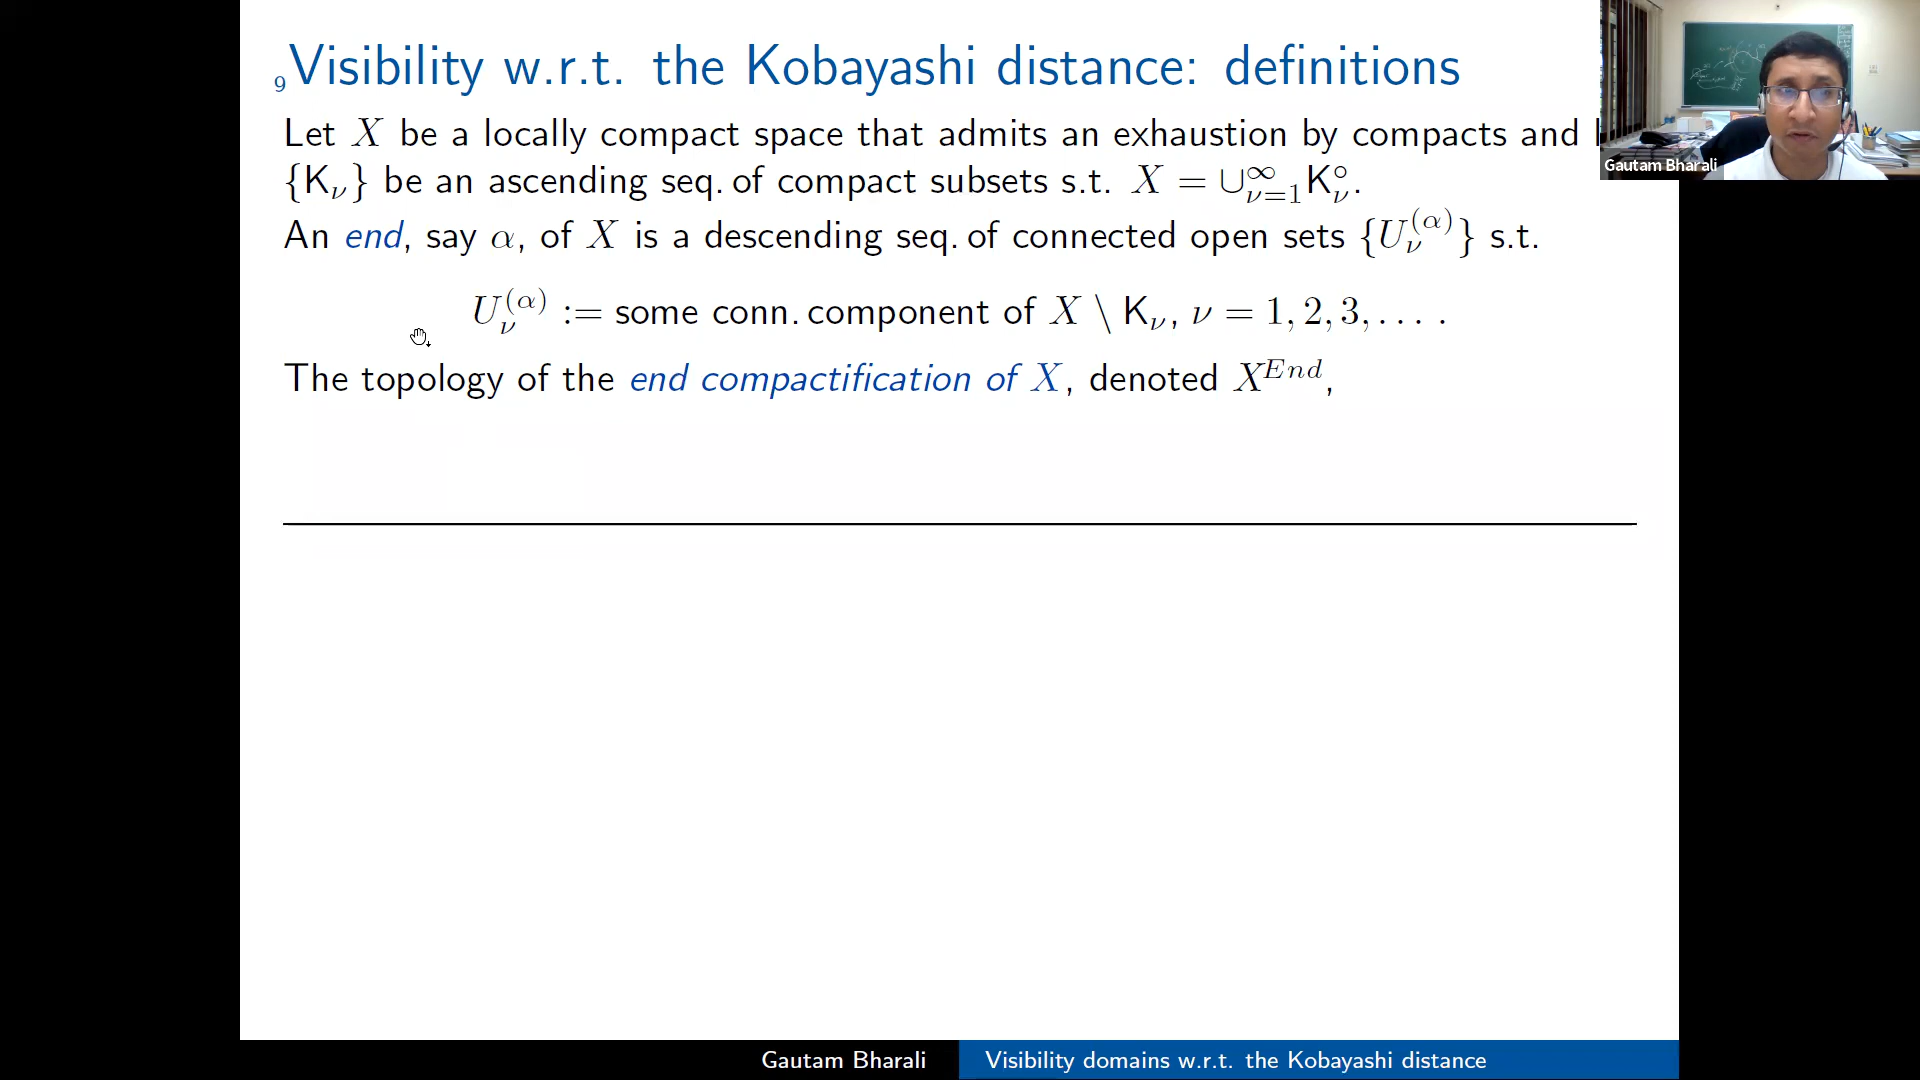 9 Visibility w.r.t. the Kobayashi distance: definitions
Let X be a locally compact space that admits an exhaustion by compacts and
{K_ν} be an ascending seq. of compact subsets s.t. X = ∪_{ν=1}^∞ K_ν^∘.
An end, say α, of X is a descending seq. of connected open sets {U_ν^{(α)}} s.t.
U_ν^{(α)} := some conn. component of X \ K_ν, ν = 1, 2, 3, . . . .
The topology of the end compactification of X, denoted X^{End},
Gautam Bharali
Gautam Bharali
Visibility domains w.r.t. the Kobayashi distance